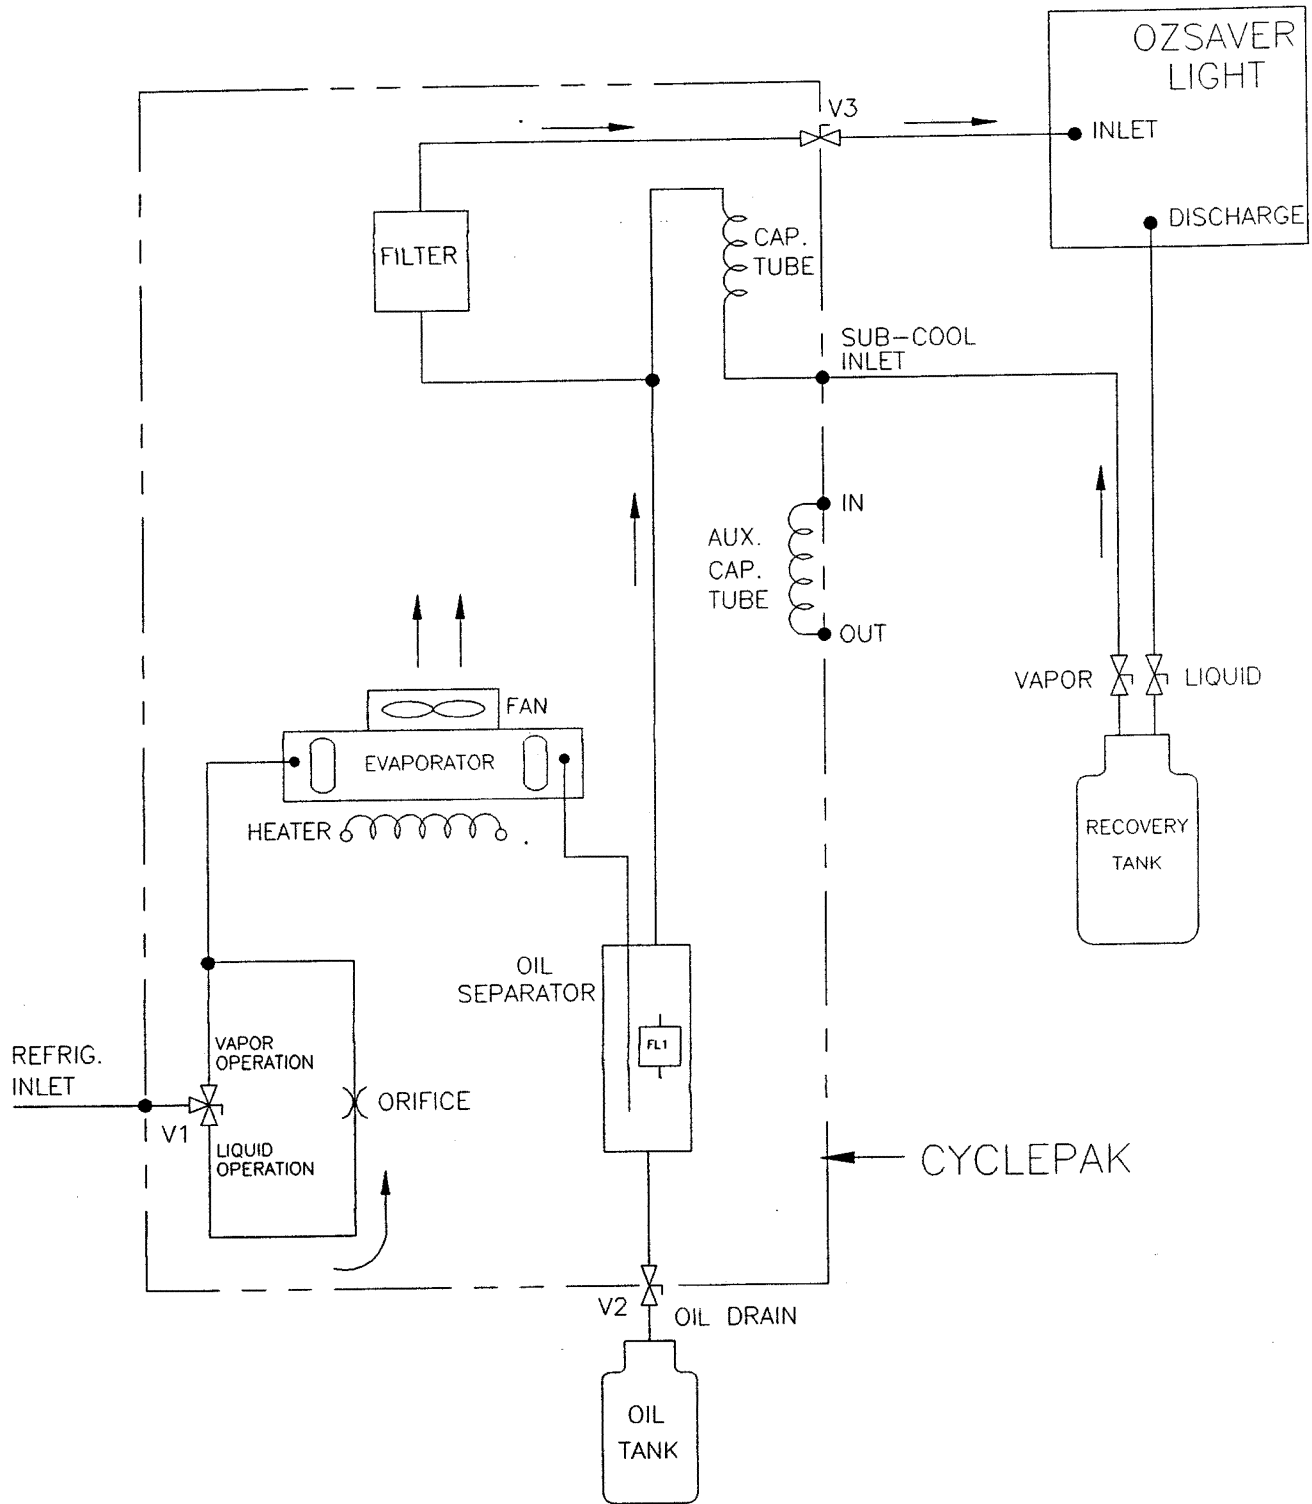 OZSAVER
LIGHT
V3
INLET
DISCHARGE
FILTER
CAP.
TUBE
SUB-COOL
INLET
IN
AUX.
CAP.
TUBE
OUT
VAPOR
LIQUID
FAN
EVAPORATOR
HEATER
RECOVERY
TANK
OIL
SEPARATOR
FL1
REFRIG.
INLET
VAPOR
OPERATION
ORIFICE
V1
LIQUID
OPERATION
CYCLEPAK
V2
OIL DRAIN
OIL
TANK